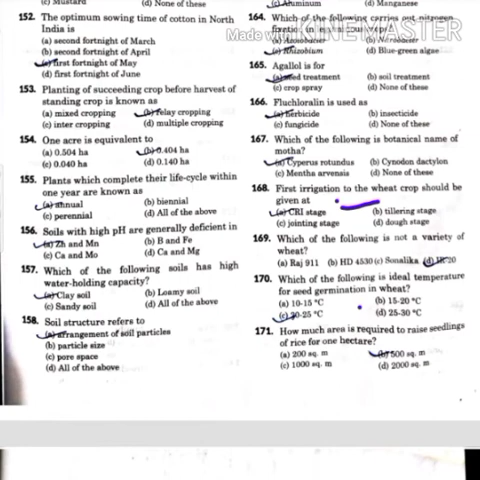 (c) Mustard (d) None of these
152. The optimum sowing time of cotton in North
India is
(a) second fortnight of March
(b) second fortnight of April
(c) first fortnight of May
(d) first fortnight of June
153. Planting of succeeding crop before harvest of
standing crop is known as
(a) mixed cropping (b) relay cropping
(c) inter cropping (d) multiple cropping
154. One acre is equivalent to
(a) 0.504 ha (b) 0.404 ha
(c) 0.040 ha (d) 0.140 ha
155. Plants which complete their life-cycle within
one year are known as
(a) annual (b) biennial
(c) perennial (d) All of the above
156. Soils with high pH are generally deficient in
(a) Zn and Mn (b) B and Fe
(c) Ca and Mo (d) Ca and Mg
157. Which of the following soils has high
water-holding capacity?
(a) Clay soil (b) Loamy soil
(c) Sandy soil (d) All of the above
158. Soil structure refers to
(a) arrangement of soil particles
(b) particle size
(c) pore space
(d) All of the above
(c) Aluminum (d) Manganese
164. Which of the following carries out nitrogen
Made with KINEMASTER
(c) Rhizobium (d) Blue-green algae
165. Agallol is for
(a) seed treatment (b) soil treatment
(c) crop spray (d) None of these
166. Fluchloralin is used as
(a) herbicide (b) insecticide
(c) fungicide (d) None of these
167. Which of the following is botanical name of
motha?
(a) Cyperus rotundus (b) Cynodon dactylon
(c) Mentha arvensis (d) None of these
168. First irrigation to the wheat crop should be
given at
(a) CRI stage (b) tillering stage
(c) jointing stage (d) dough stage
169. Which of the following is not a variety of
wheat?
(a) Raj 911 (b) HD 4530 (c) Sonalika (d) 20
170. Which of the following is ideal temperature
for seed germination in wheat?
(a) 10-15 °C (b) 15-20 °C
(c) 20-25 °C (d) 25-30 °C
171. How much area is required to raise seedlings
of rice for one hectare?
(a) 200 sq. m (b) 500 sq. m
(c) 1000 sq. m (d) 2000 sq. m